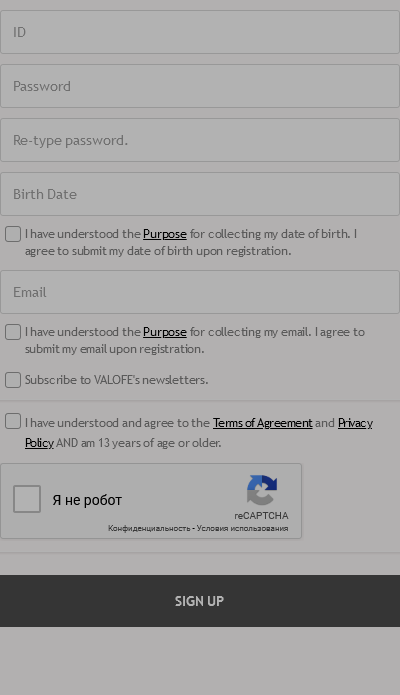 ID
Password
Re-type password.
Birth Date
I have understood the Purpose for collecting my date of birth. I
agree to submit my date of birth upon registration.
Email
I have understood the Purpose for collecting my email. I agree to
submit my email upon registration.
Subscribe to VALOFE's newsletters.
I have understood and agree to the Terms of Agreement and Privacy
Policy AND am 13 years of age or older.
Я не робот
reCAPTCHA
Конфиденциальность - Условия использования
SIGN UP